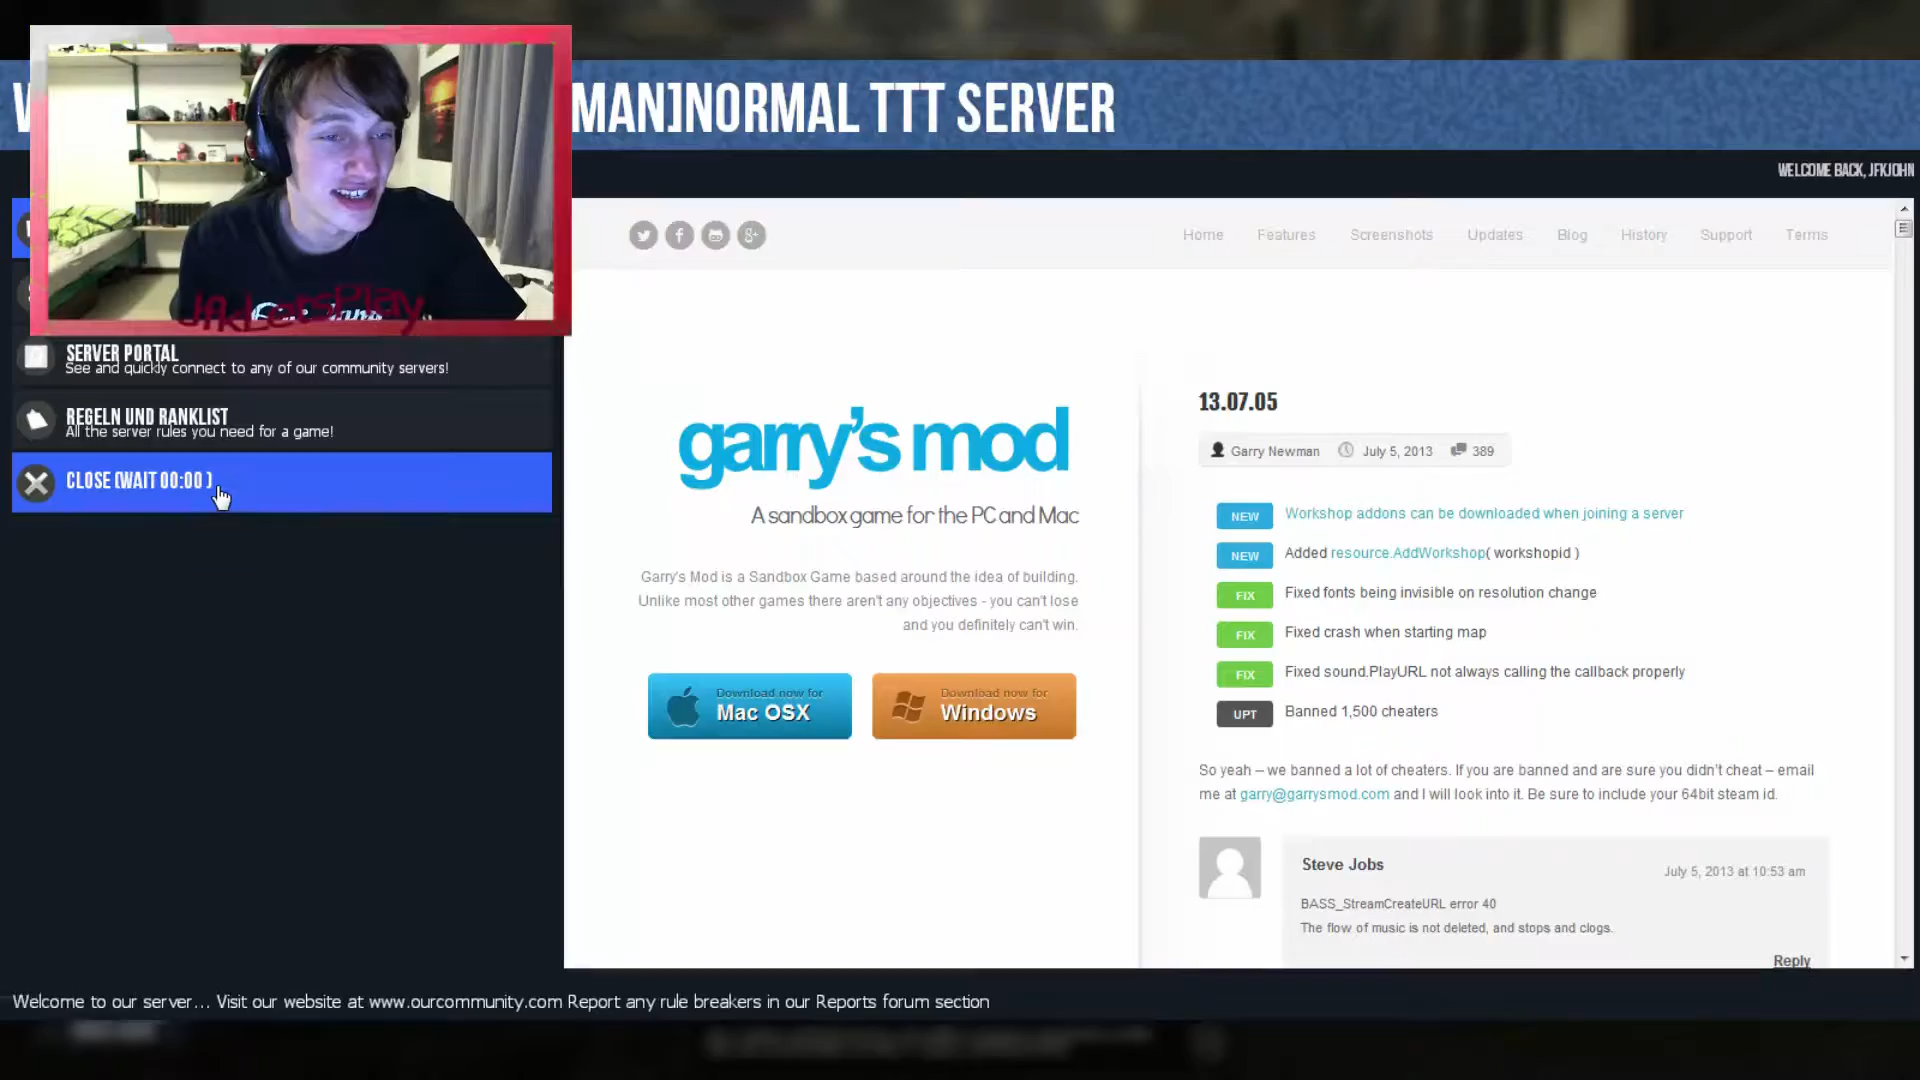 MAN]NORMAL TTT SERVER
WELCOME BACK, JFKJOHN
JfkLetsPlay
Home Features Screenshots Updates Blog History Support Terms
SERVER PORTAL
See and quickly connect to any of our community servers!
REGELN UND RANKLIST
All the server rules you need for a game!
CLOSE (WAIT 00:00 )
garry's mod
A sandbox game for the PC and Mac
Garry's Mod is a Sandbox Game based around the idea of building.
Unlike most other games there aren't any objectives - you can't lose
and you definitely can't win.
Download now for
Mac OSX
Download now for
Windows
13.07.05
Garry Newman July 5, 2013 389
NEW Workshop addons can be downloaded when joining a server
NEW Added resource.AddWorkshop( workshopid )
FIX Fixed fonts being invisible on resolution change
FIX Fixed crash when starting map
FIX Fixed sound.PlayURL not always calling the callback properly
UPT Banned 1,500 cheaters
So yeah – we banned a lot of cheaters. If you are banned and are sure you didn't cheat – email
me at garry@garrysmod.com and I will look into it. Be sure to include your 64bit steam id.
Steve Jobs
July 5, 2013 at 10:53 am
BASS_StreamCreateURL error 40
The flow of music is not deleted, and stops and clogs.
Reply
Welcome to our server... Visit our website at www.ourcommunity.com Report any rule breakers in our Reports forum section